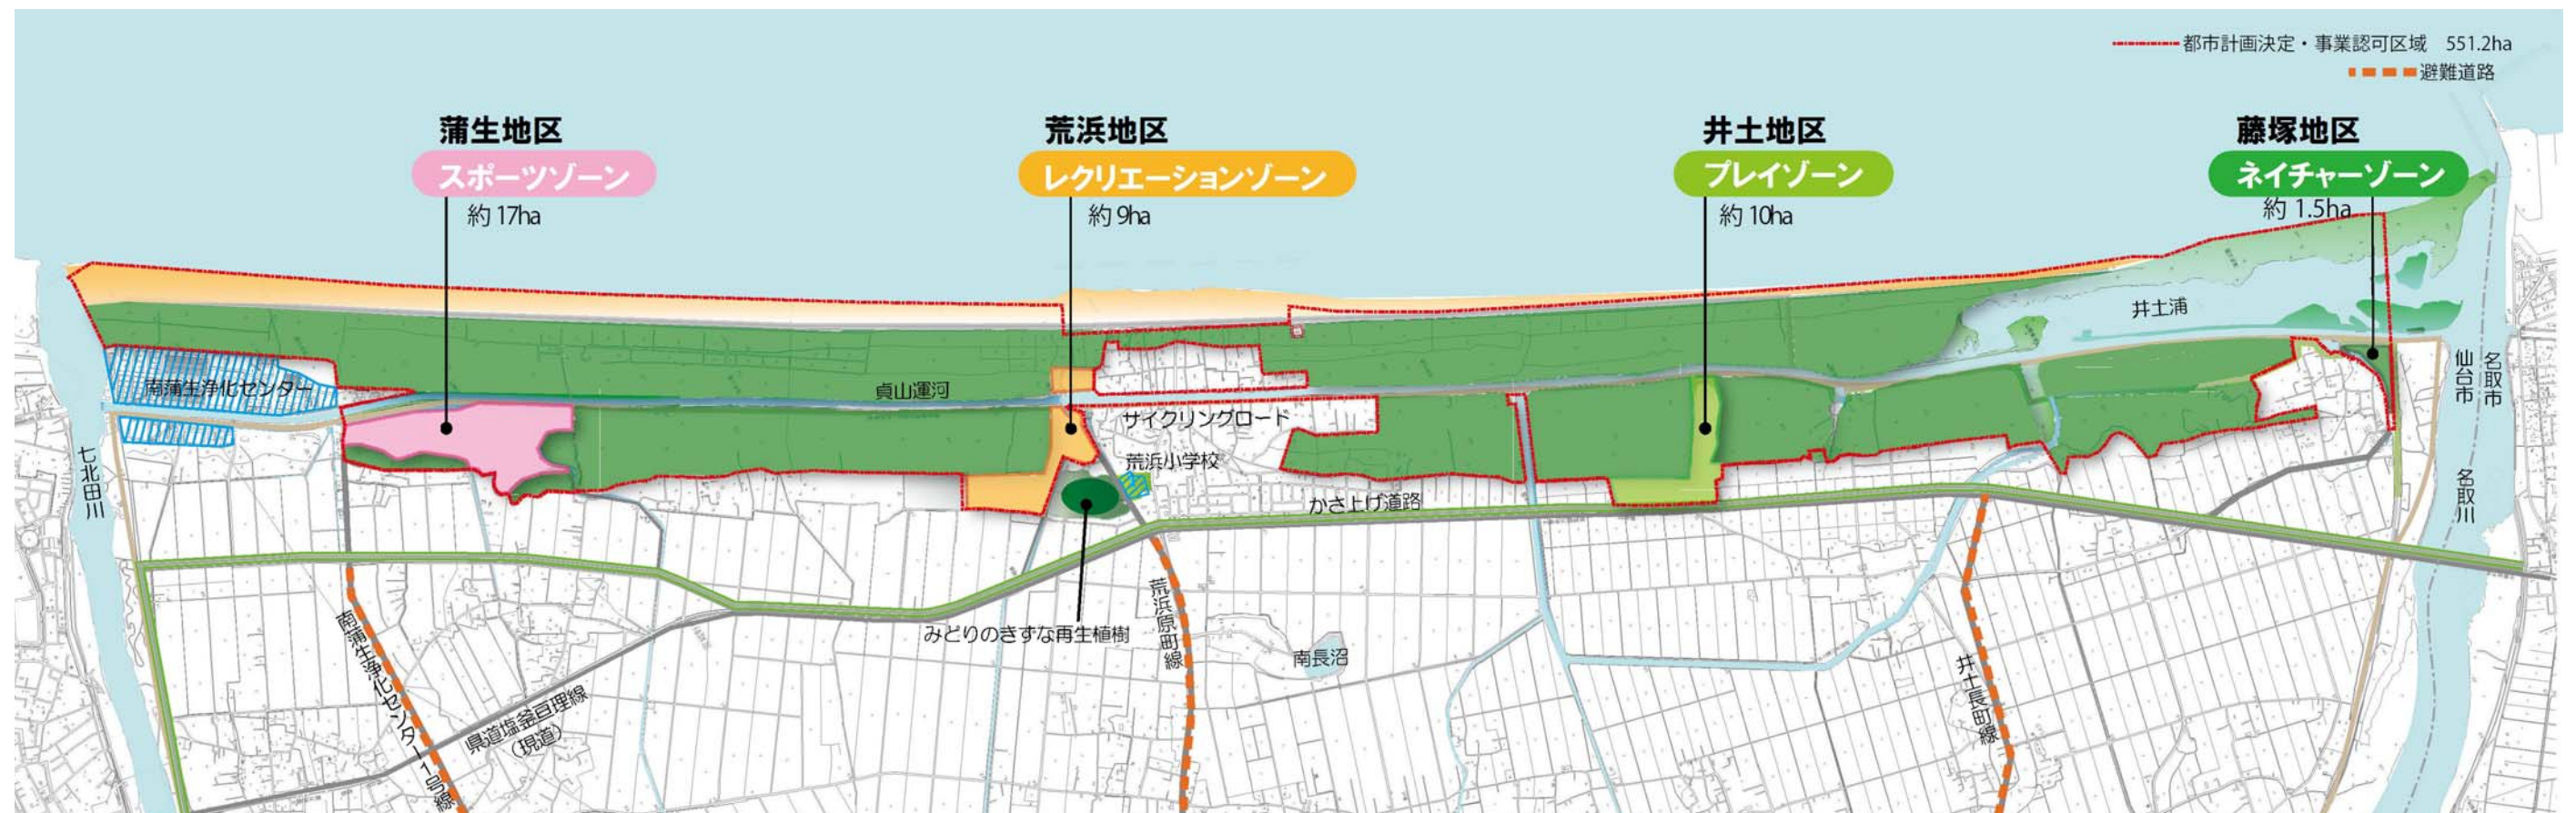 都市計画決定・事業認可区域 551.2ha
避難道路
蒲生地区
スポーツゾーン
約 17ha
荒浜地区
レクリエーションゾーン
約 9ha
井土地区
プレイゾーン
約 10ha
藤塚地区
ネイチャーゾーン
約 1.5ha
井土浦
南蒲生浄化センター
貞山運河
サイクリングロード
荒浜小学校
かさ上げ道路
七北田川
仙台市
名取市
名取川
みどりのきずな再生植樹
荒浜原町線
南長沼
井土長町線
南蒲生浄化センター1号線
県道塩釜亘理線
(現道)